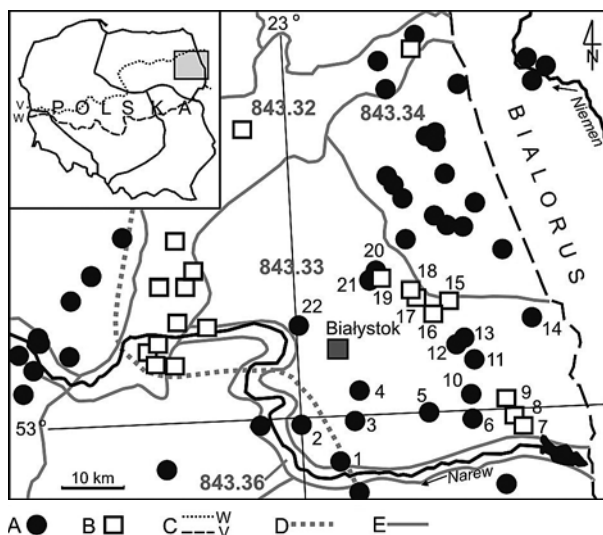 23°
N
V
W
POLSKA
843.32
843.34
Niemen
BIALORUS
843.33
20
21
19
18
17
15
16
22
Białystok
14
13
12
11
10
9
8
7
6
5
4
3
2
1
53°
843.36
10 km
Narew
A B C W V D E